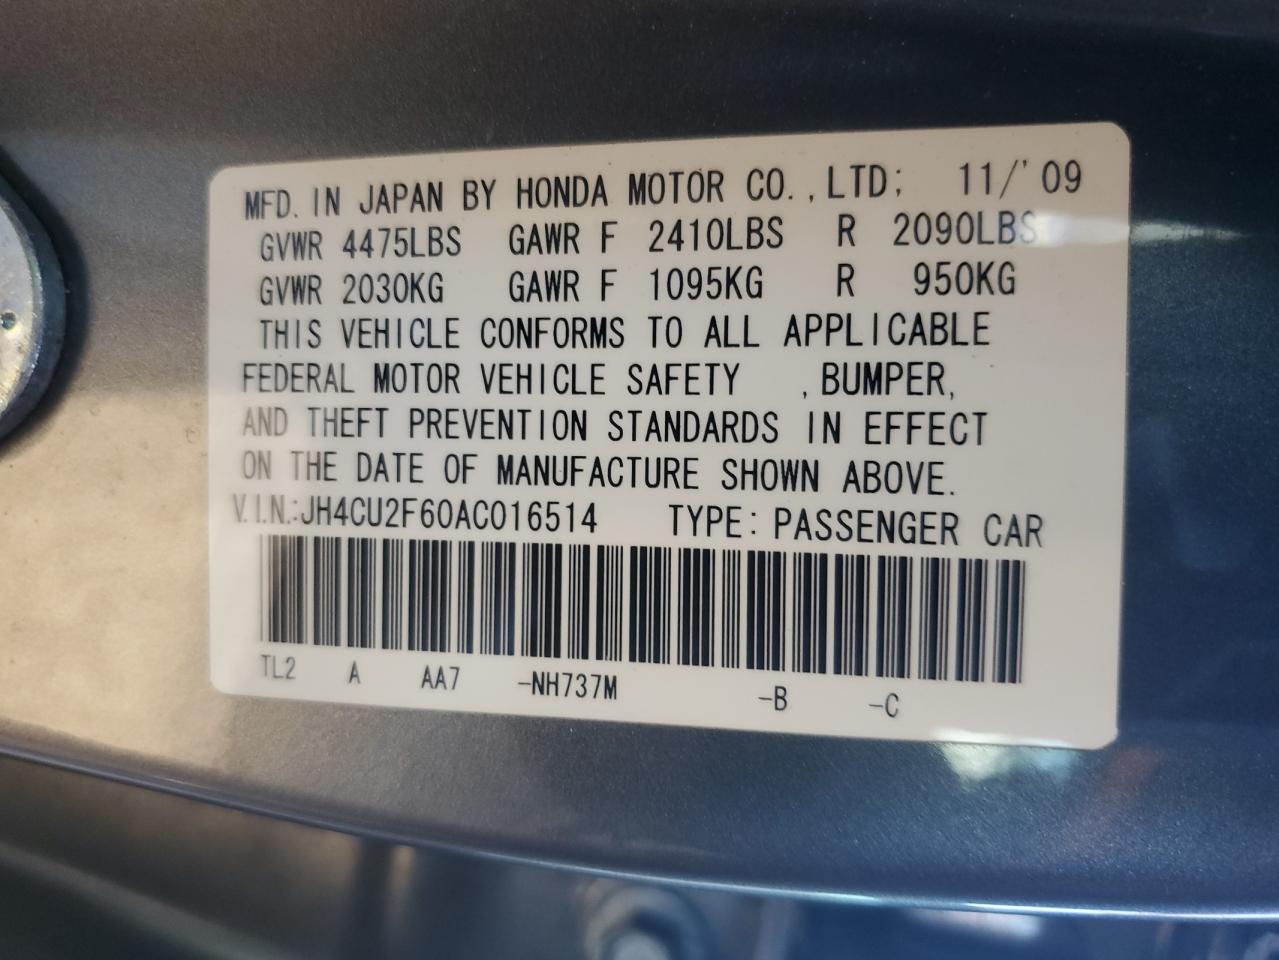 MFD. IN JAPAN BY HONDA MOTOR CO., LTD; 11/'09
GVWR 4475LBS GAWR F 2410LBS R 2090LBS
GVWR 2030KG GAWR F 1095KG R 950KG
THIS VEHICLE CONFORMS TO ALL APPLICABLE
FEDERAL MOTOR VEHICLE SAFETY , BUMPER,
AND THEFT PREVENTION STANDARDS IN EFFECT
ON THE DATE OF MANUFACTURE SHOWN ABOVE.
V.I.N.:JH4CU2F60AC016514 TYPE: PASSENGER CAR
TL2 A AA7 -NH737M -B -C